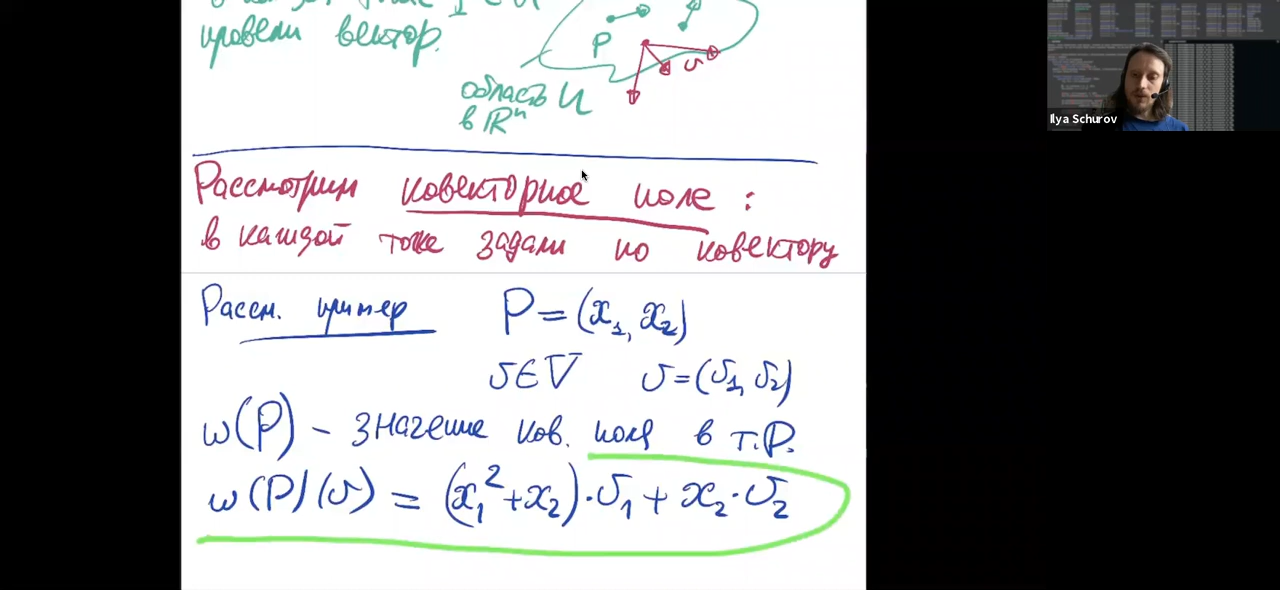 провели вектор.
P
v
область U
в ℝⁿ
Ilya Schurov
Рассмотрим ковекторное поле :
в каждой точке задали по ковектору
Рассм. пример P = (x₁, x₂)
v ∈ V v = (v₁, v₂)
ω(P) – значение ков. поля в т. P.
ω(P)(v) = (x₁² + x₂)·v₁ + x₂·v₂